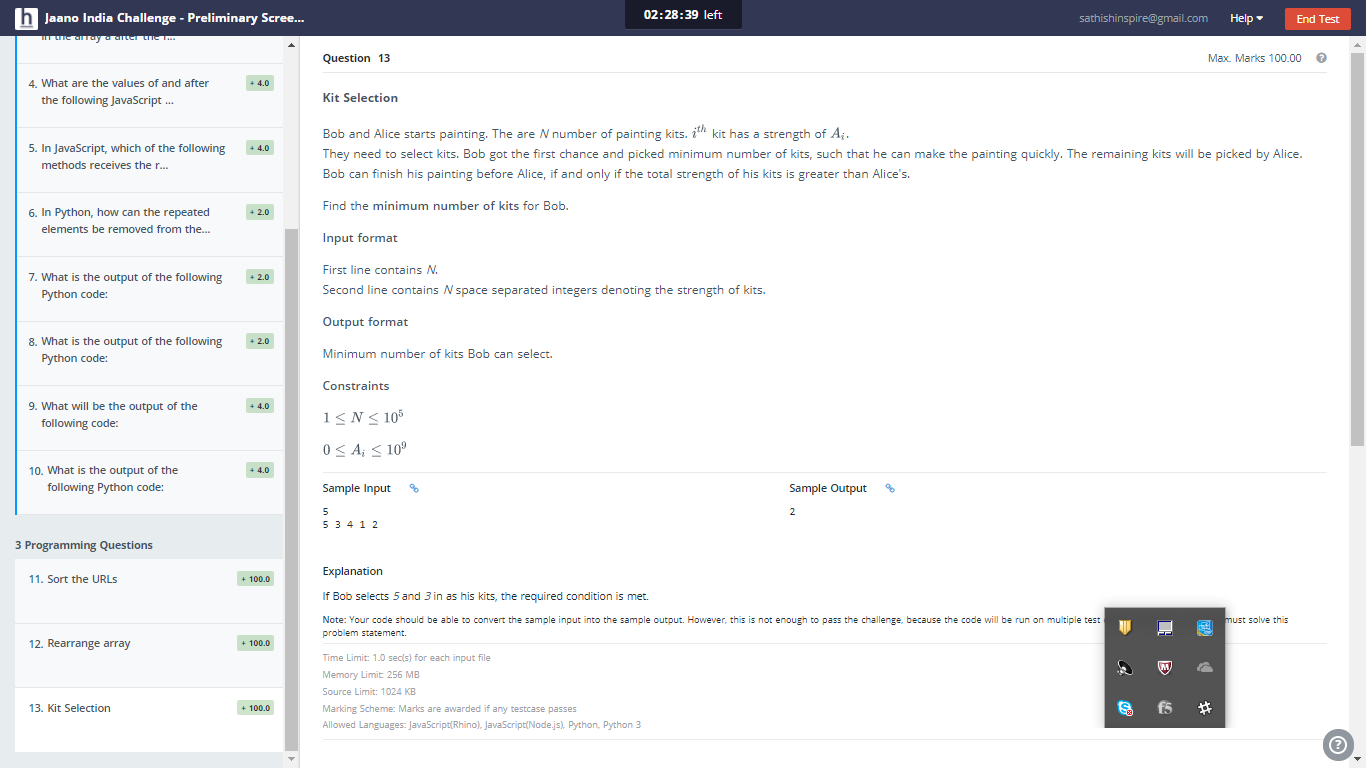 h Jaano India Challenge - Preliminary Scree...
02:28:39 left
sathishinspire@gmail.com
Help
End Test
in the array a after the f...
4. What are the values of and after
the following JavaScript ...
+ 4.0
5. In JavaScript, which of the following
methods receives the r...
+ 4.0
6. In Python, how can the repeated
elements be removed from the...
+ 2.0
7. What is the output of the following
Python code:
+ 2.0
8. What is the output of the following
Python code:
+ 2.0
9. What will be the output of the
following code:
+ 4.0
10. What is the output of the
following Python code:
+ 4.0
3 Programming Questions
11. Sort the URLs
+ 100.0
12. Rearrange array
+ 100.0
13. Kit Selection
+ 100.0
Question 13
Max. Marks 100.00
Kit Selection
Bob and Alice starts painting. The are N number of painting kits. i^th kit has a strength of A_i.
They need to select kits. Bob got the first chance and picked minimum number of kits, such that he can make the painting quickly. The remaining kits will be picked by Alice.
Bob can finish his painting before Alice, if and only if the total strength of his kits is greater than Alice's.
Find the minimum number of kits for Bob.
Input format
First line contains N.
Second line contains N space separated integers denoting the strength of kits.
Output format
Minimum number of kits Bob can select.
Constraints
1 ≤ N ≤ 10^5
0 ≤ A_i ≤ 10^9
Sample Input
5
5 3 4 1 2
Sample Output
2
Explanation
If Bob selects 5 and 3 in as his kits, the required condition is met.
Note: Your code should be able to convert the sample input into the sample output. However, this is not enough to pass the challenge, because the code will be run on multiple test must solve this
problem statement.
Time Limit: 1.0 sec(s) for each input file
Memory Limit: 256 MB
Source Limit: 1024 KB
Marking Scheme: Marks are awarded if any testcase passes
Allowed Languages: JavaScript(Rhino), JavaScript(Node.js), Python, Python 3